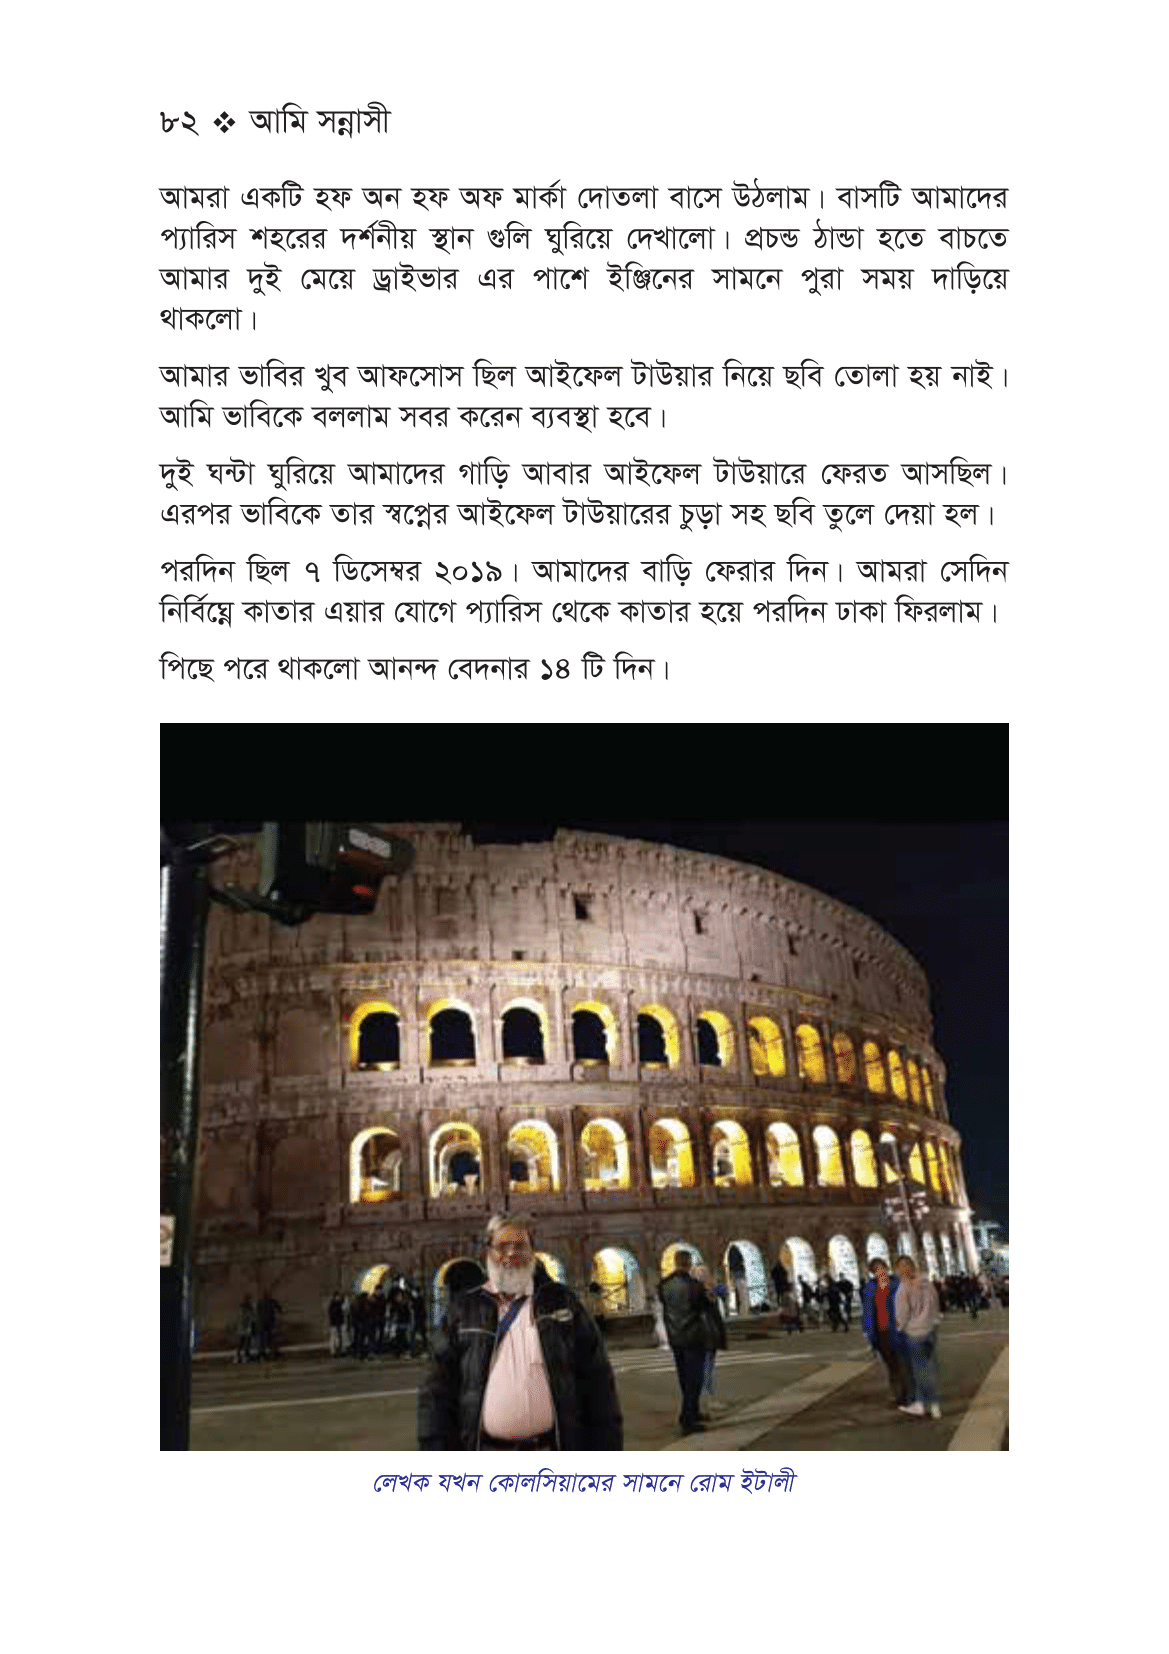 ৮২ ❖ আমি সন্নাসী
আমরা একটি হফ অন হফ অফ মার্কা দোতলা বাসে উঠলাম। বাসটি আমাদের
প্যারিস শহরের দর্শনীয় স্থান গুলি ঘুরিয়ে দেখালো। প্রচন্ড ঠান্ডা হতে বাচতে
আমার দুই মেয়ে ড্রাইভার এর পাশে ইঞ্জিনের সামনে পুরা সময় দাড়িয়ে
থাকলো।
আমার ভাবির খুব আফসোস ছিল আইফেল টাউয়ার নিয়ে ছবি তোলা হয় নাই।
আমি ভাবিকে বললাম সবর করেন ব্যবস্থা হবে।
দুই ঘন্টা ঘুরিয়ে আমাদের গাড়ি আবার আইফেল টাউয়ারে ফেরত আসছিল।
এরপর ভাবিকে তার স্বপ্নের আইফেল টাউয়ারের চুড়া সহ ছবি তুলে দেয়া হল।
পরদিন ছিল ৭ ডিসেম্বর ২০১৯। আমাদের বাড়ি ফেরার দিন। আমরা সেদিন
নির্বিঘ্নে কাতার এয়ার যোগে প্যারিস থেকে কাতার হয়ে পরদিন ঢাকা ফিরলাম।
পিছে পরে থাকলো আনন্দ বেদনার ১৪ টি দিন।
লেখক যখন কোলসিয়ামের সামনে রোম ইটালী